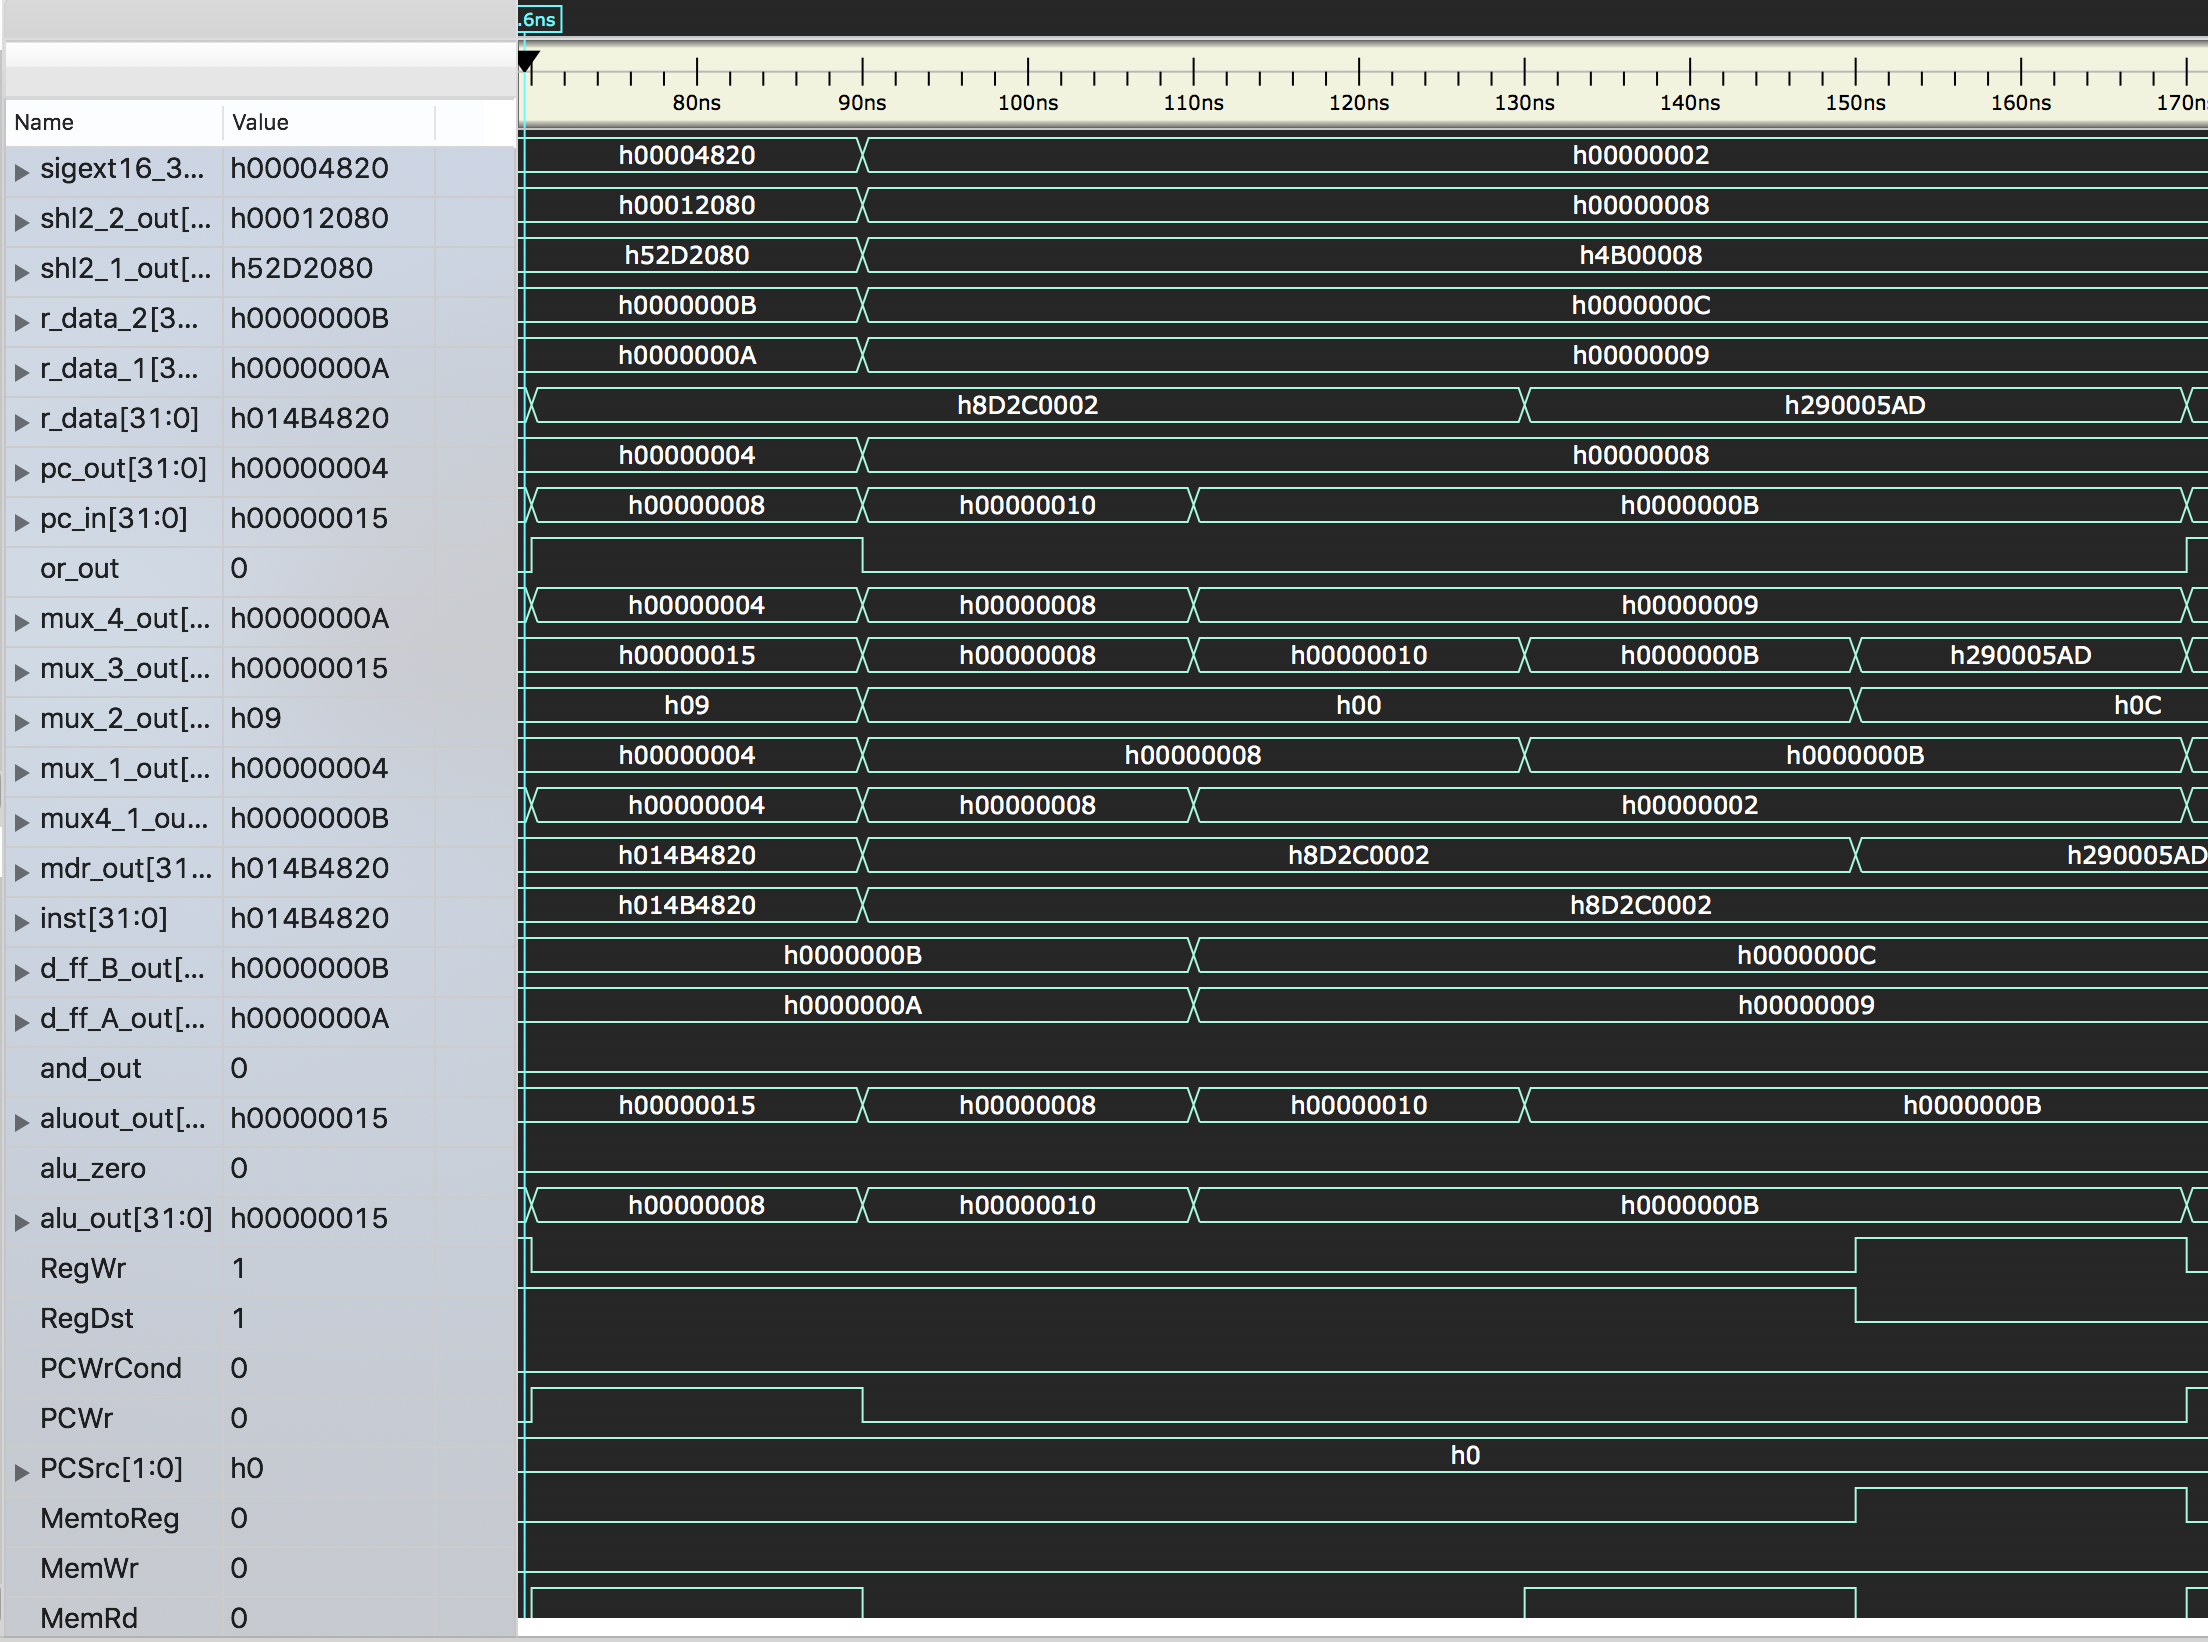 .6ns
80ns 90ns 100ns 110ns 120ns 130ns 140ns 150ns 160ns 170n
Name Value
sigext16_3... h00004820 h00004820 h00000002
shl2_2_out[... h00012080 h00012080 h00000008
shl2_1_out[... h52D2080 h52D2080 h4B00008
r_data_2[3... h0000000B h0000000B h0000000C
r_data_1[3... h0000000A h0000000A h00000009
r_data[31:0] h014B4820 h8D2C0002 h290005AD
pc_out[31:0] h00000004 h00000004 h00000008
pc_in[31:0] h00000015 h00000008 h00000010 h0000000B
or_out 0
mux_4_out[... h0000000A h00000004 h00000008 h00000009
mux_3_out[... h00000015 h00000015 h00000008 h00000010 h0000000B h290005AD
mux_2_out[... h09 h09 h00 h0C
mux_1_out[... h00000004 h00000004 h00000008 h0000000B
mux4_1_ou... h0000000B h00000004 h00000008 h00000002
mdr_out[31... h014B4820 h014B4820 h8D2C0002 h290005AD
inst[31:0] h014B4820 h014B4820 h8D2C0002
d_ff_B_out[... h0000000B h0000000B h0000000C
d_ff_A_out[... h0000000A h0000000A h00000009
and_out 0
aluout_out[... h00000015 h00000015 h00000008 h00000010 h0000000B
alu_zero 0
alu_out[31:0] h00000015 h00000008 h00000010 h0000000B
RegWr 1
RegDst 1
PCWrCond 0
PCWr 0
PCSrc[1:0] h0 h0
MemtoReg 0
MemWr 0
MemRd 0